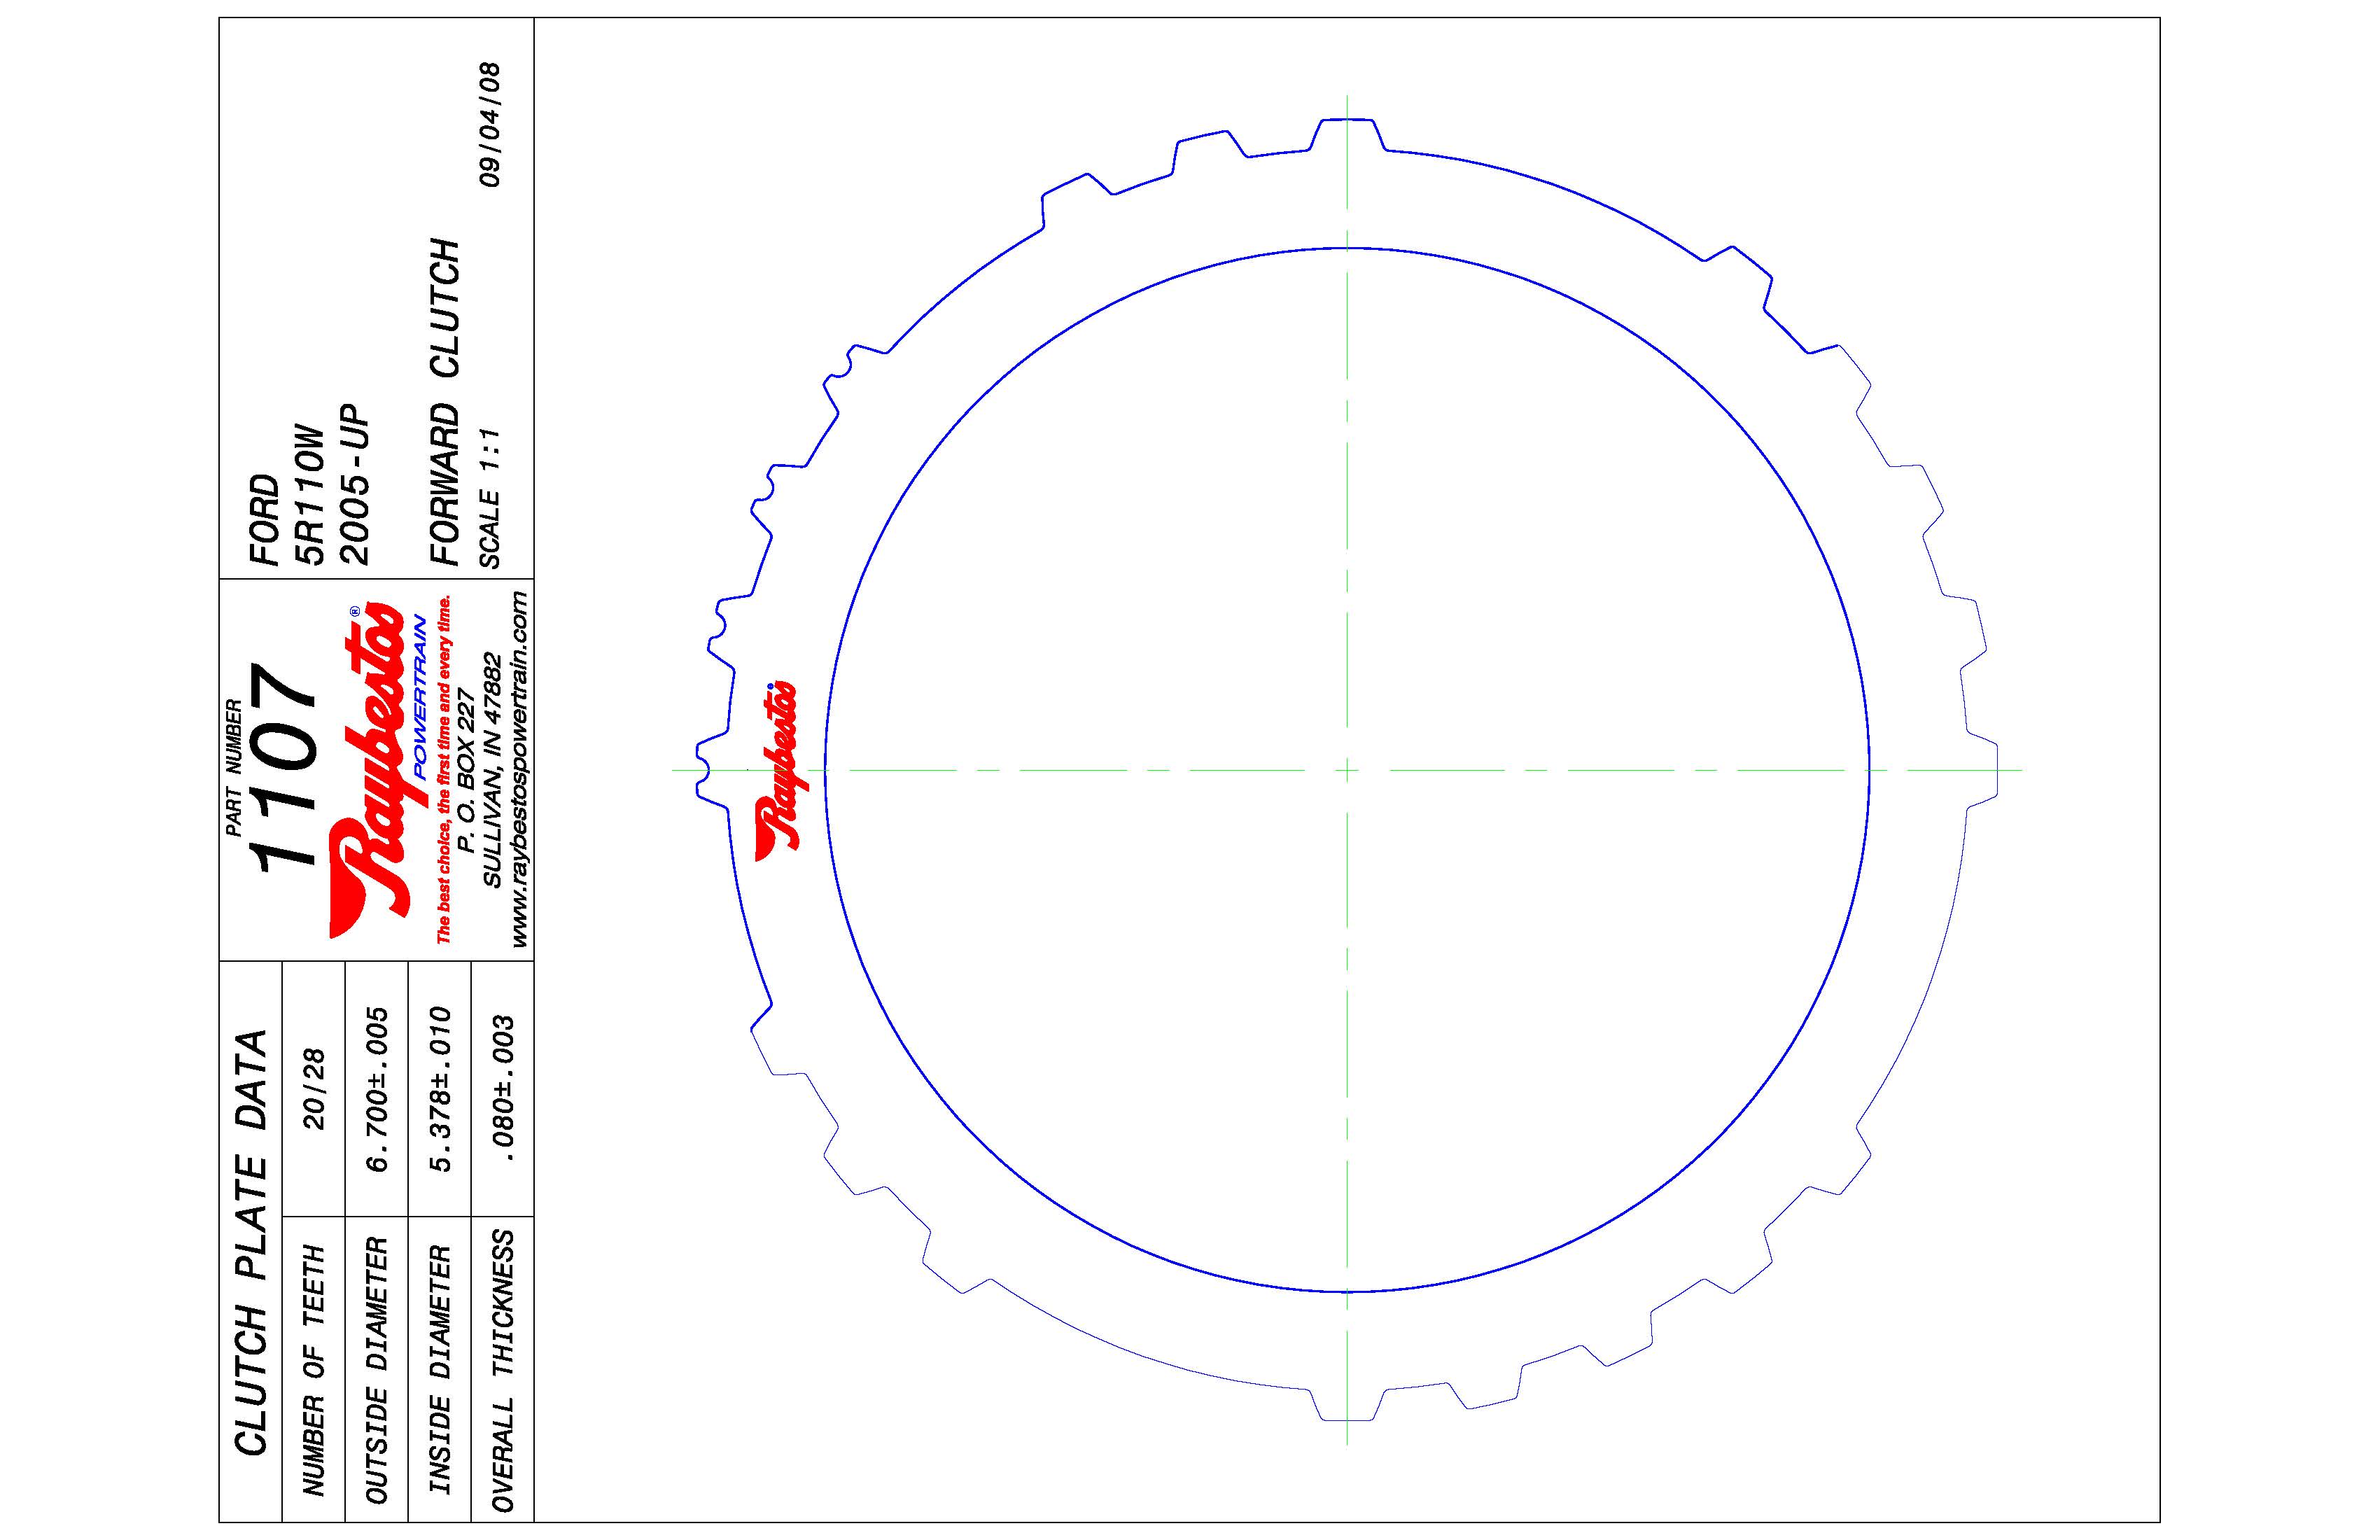 CLUTCH PLATE DATA
NUMBER OF TEETH 20/28
OUTSIDE DIAMETER 6.700±.005
INSIDE DIAMETER 5.378±.010
OVERALL THICKNESS .080±.003
PART NUMBER
1107
Raybestos®
POWERTRAIN
The best choice, the first time and every time.
P. O. BOX 227
SULLIVAN, IN 47882
www.raybestospowertrain.com
FORD
5R110W
2005-UP
FORWARD CLUTCH
SCALE 1:1 09/04/08
Raybestos